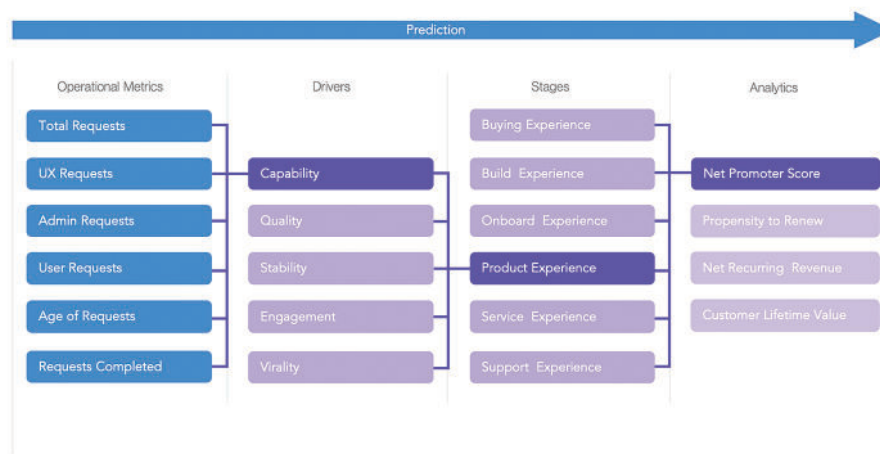 Prediction
Operational Metrics
Drivers
Stages
Analytics
Total Requests
UX Requests
Admin Requests
User Requests
Age of Requests
Requests Completed
Capability
Quality
Stability
Engagement
Virality
Buying Experience
Build Experience
Onboard Experience
Product Experience
Service Experience
Support Experience
Net Promoter Score
Propensity to Renew
Net Recurring Revenue
Customer Lifetime Value